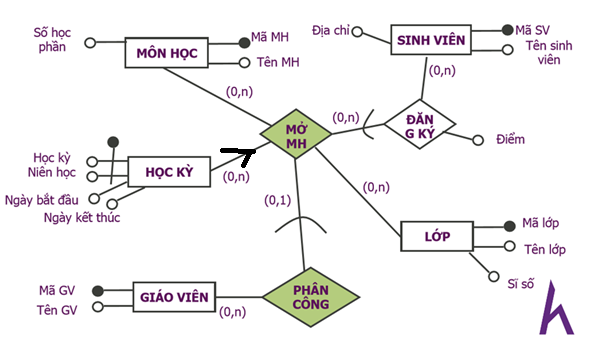 Số học
phần
MÔN HỌC
Mã MH
Tên MH
(0,n)
Địa chỉ
SINH VIÊN
Mã SV
Tên sinh
viên
(0,n)
MỞ
MH
(0,n)
ĐĂN
G KÝ
Điểm
Học kỳ
Niên học
Ngày bắt đầu
Ngày kết thúc
HỌC KỲ
(0,n)
(0,1)
(0,n)
LỚP
Mã lớp
Tên lớp
Sĩ số
Mã GV
Tên GV
GIÁO VIÊN
(0,n)
PHÂN
CÔNG